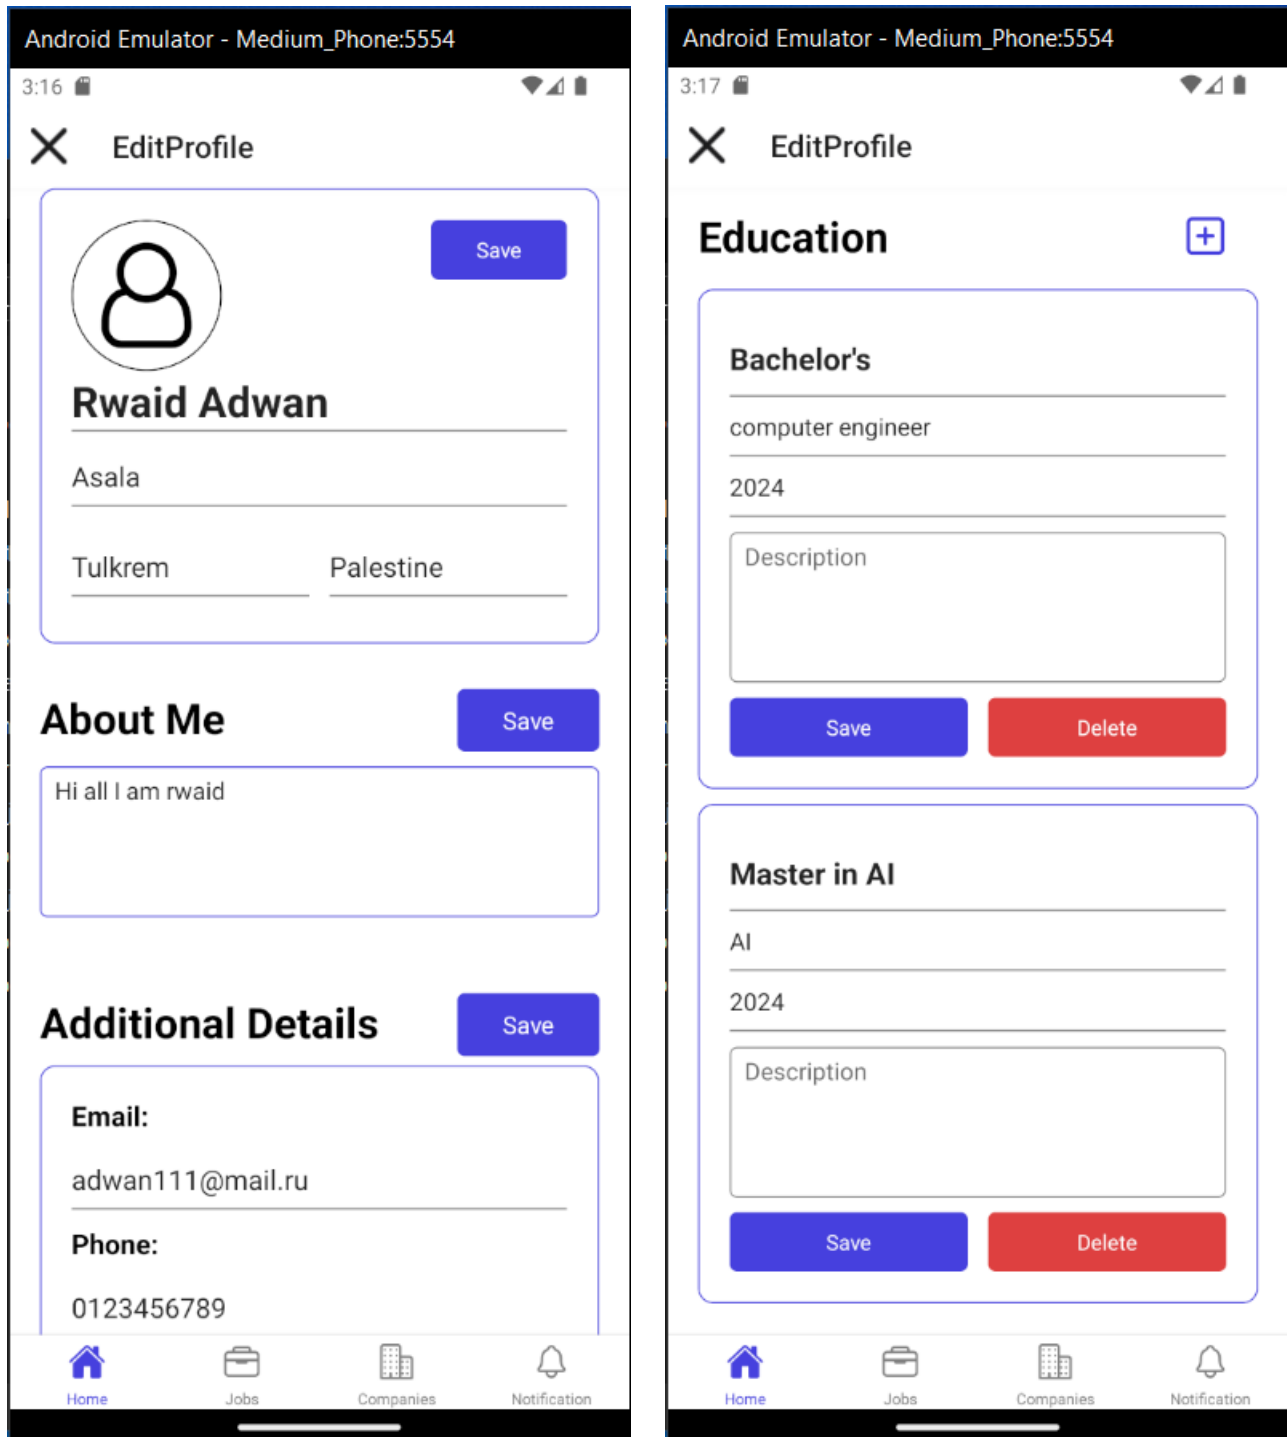 Android Emulator - Medium_Phone:5554
3:16
EditProfile
Save
Rwaid Adwan
Asala
Tulkrem Palestine
About Me Save
Hi all I am rwaid
Additional Details Save
Email:
adwan111@mail.ru
Phone:
0123456789
Home Jobs Companies Notification
Android Emulator - Medium_Phone:5554
3:17
EditProfile
Education
Bachelor's
computer engineer
2024
Description
Save Delete
Master in AI
AI
2024
Description
Save Delete
Home Jobs Companies Notification